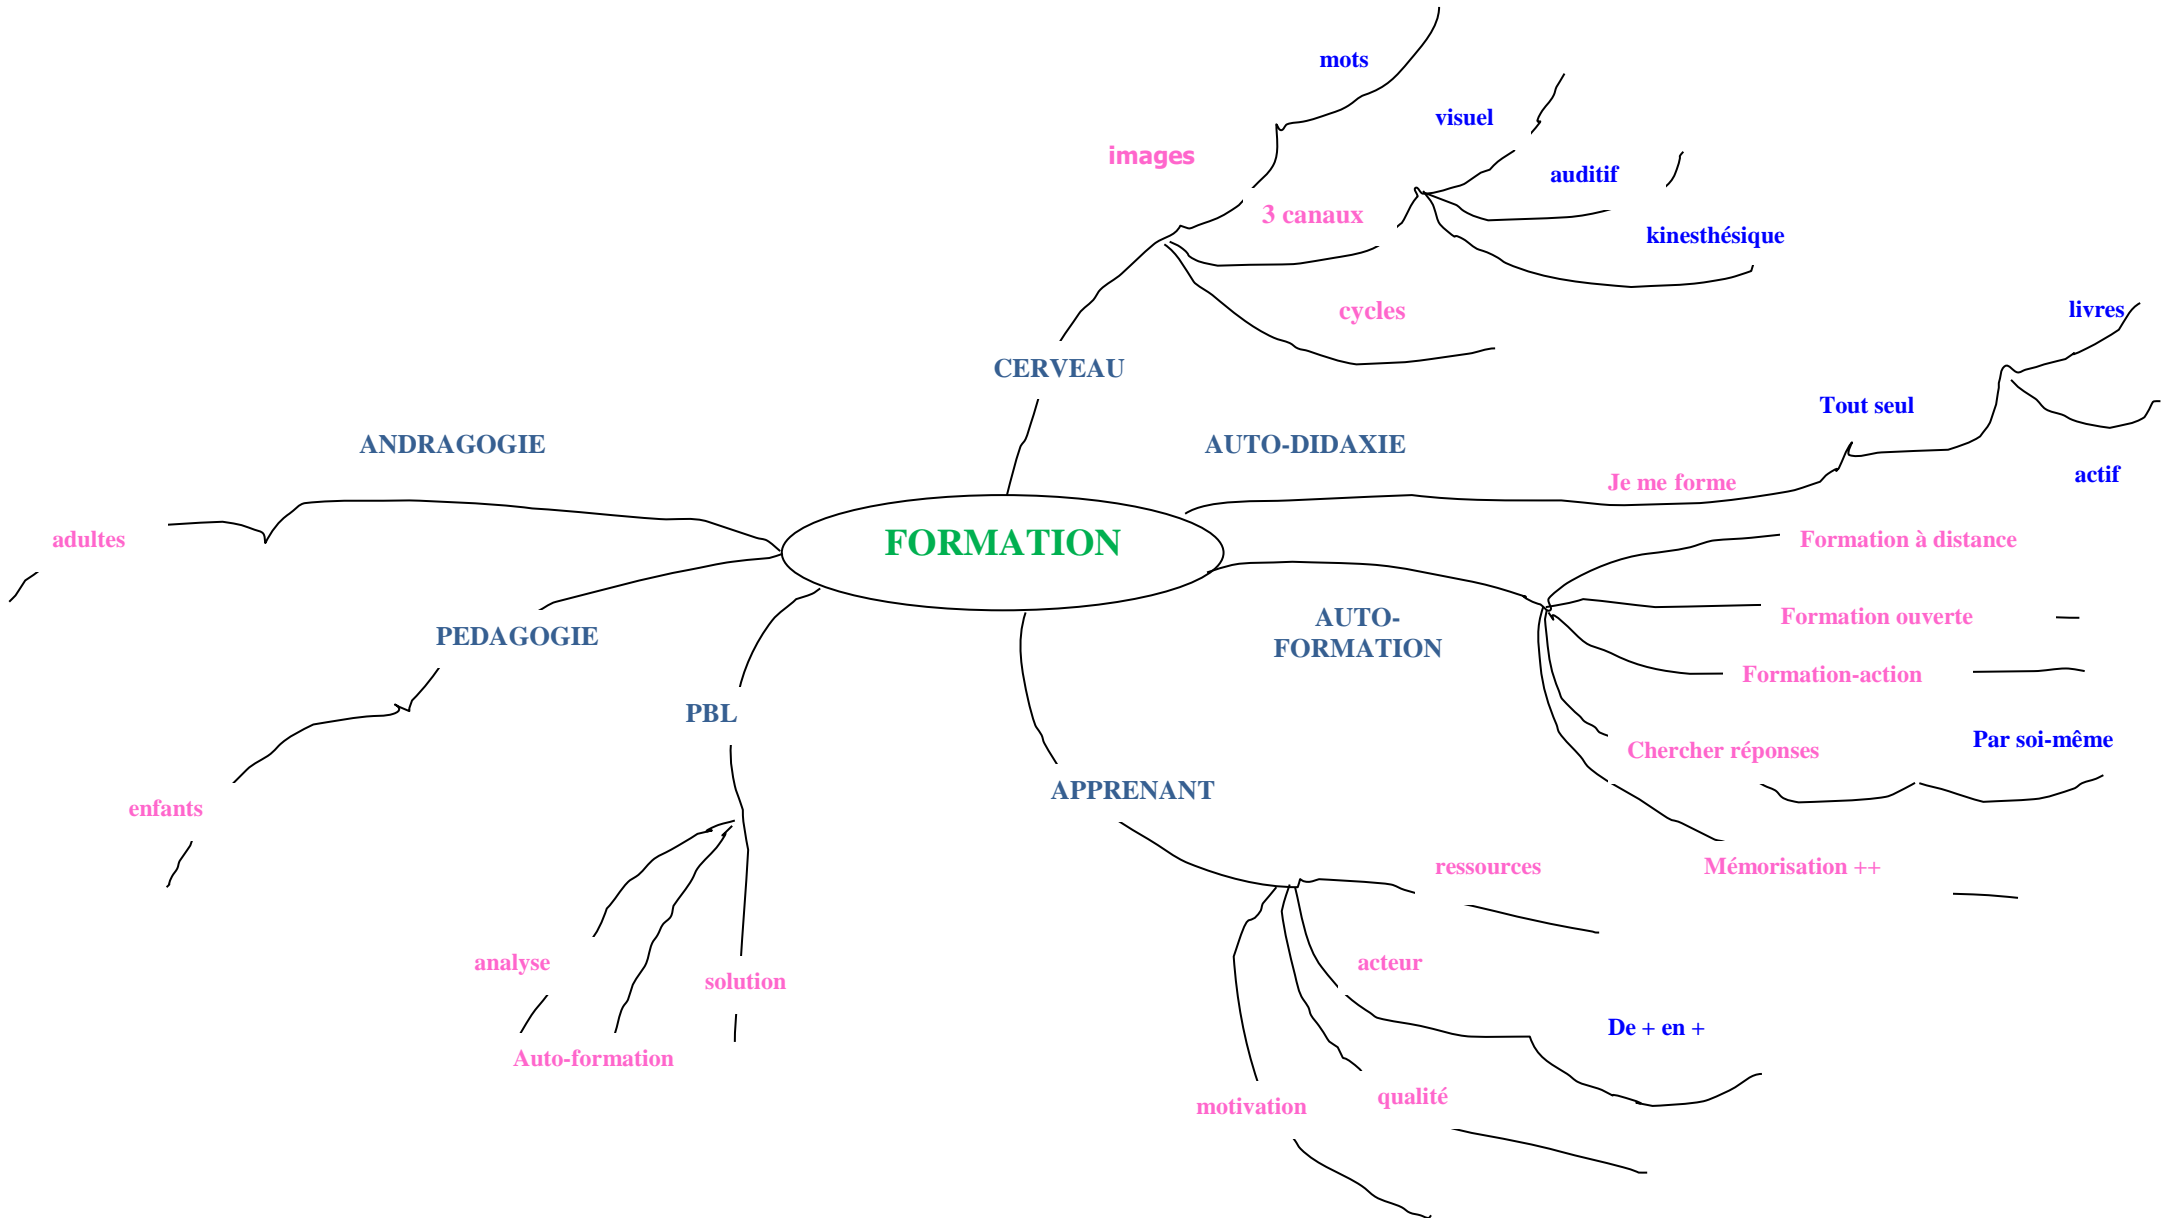 mots
visuel
images
auditif
3 canaux
kinesthésique
cycles
livres
CERVEAU
Tout seul
ANDRAGOGIE
AUTO-DIDAXIE
actif
Je me forme
adultes
FORMATION
Formation à distance
AUTO-
FORMATION
Formation ouverte
PEDAGOGIE
Formation-action
PBL
Par soi-même
Chercher réponses
APPRENANT
enfants
ressources
Mémorisation ++
analyse
acteur
solution
De + en +
Auto-formation
qualité
motivation